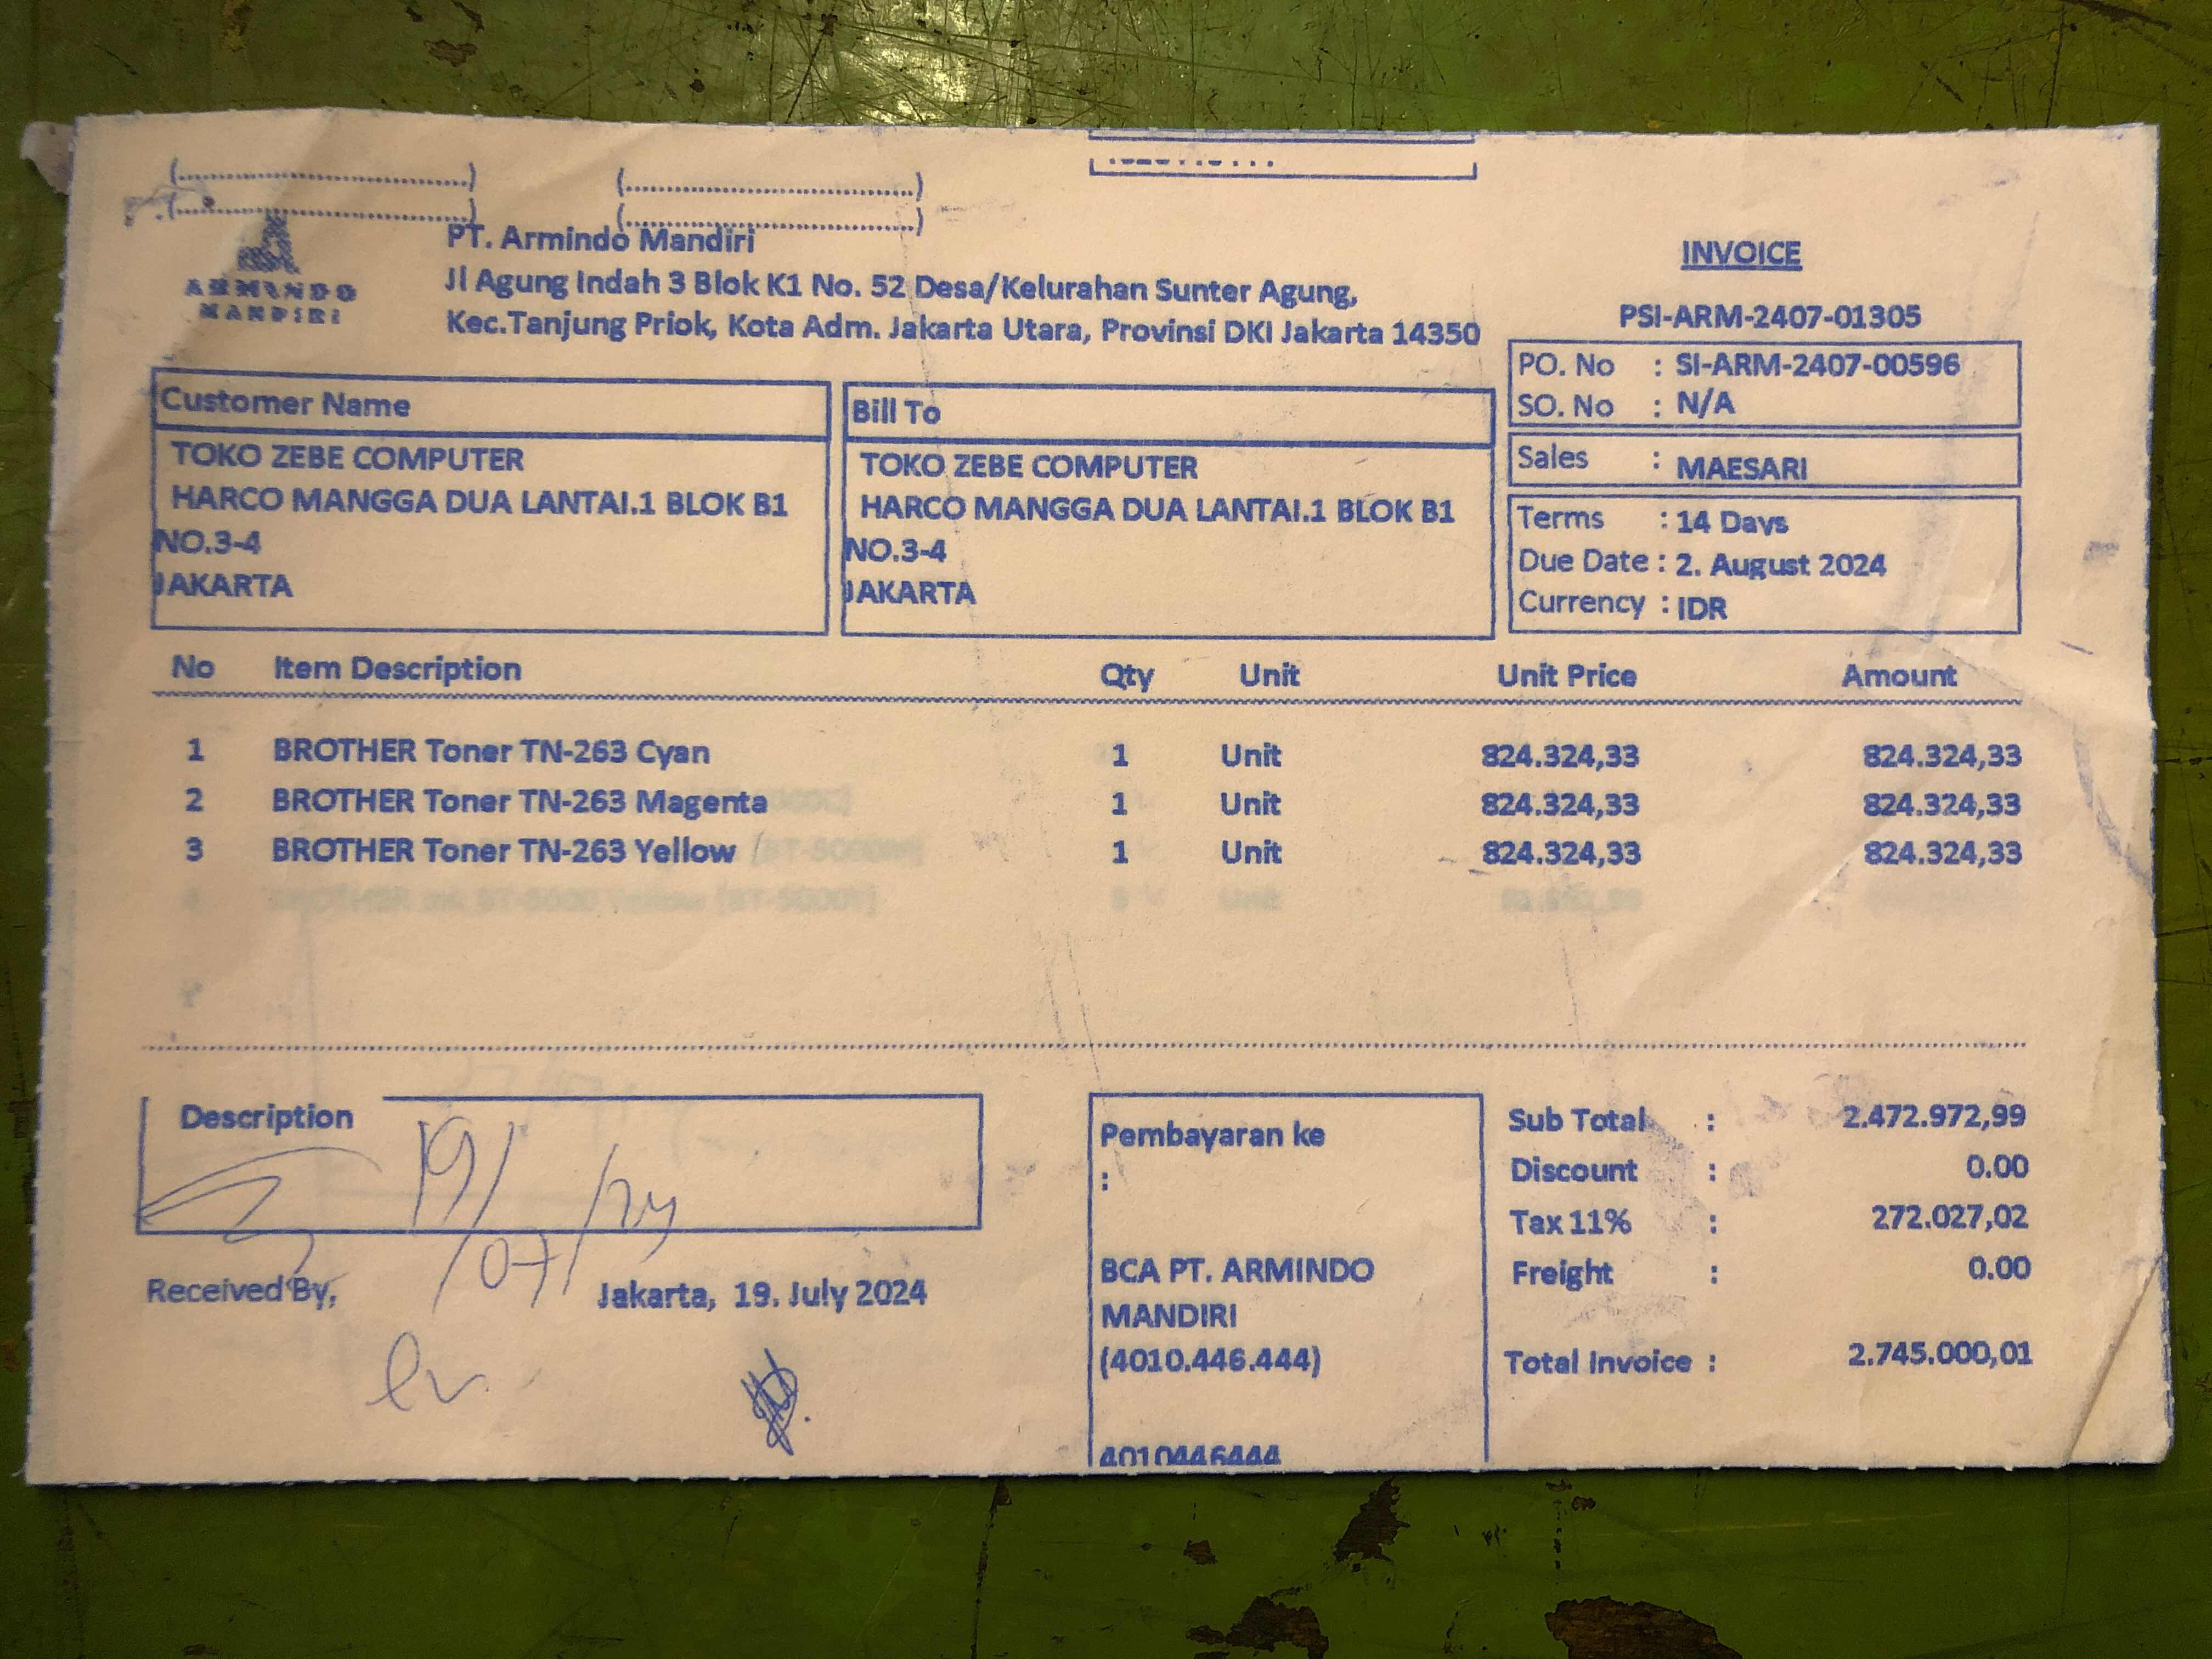 (..............................) (..............................)
(..............................) (..............................)
ARMINDO
MANDIRI
PT. Armindo Mandiri
Jl Agung Indah 3 Blok K1 No. 52 Desa/Kelurahan Sunter Agung,
Kec.Tanjung Priok, Kota Adm. Jakarta Utara, Provinsi DKI Jakarta 14350
INVOICE
PSI-ARM-2407-01305
PO. No : SI-ARM-2407-00596
SO. No : N/A
Sales : MAESARI
Terms : 14 Days
Due Date : 2. August 2024
Currency : IDR
Customer Name
TOKO ZEBE COMPUTER
HARCO MANGGA DUA LANTAI.1 BLOK B1
NO.3-4
JAKARTA
Bill To
TOKO ZEBE COMPUTER
HARCO MANGGA DUA LANTAI.1 BLOK B1
NO.3-4
JAKARTA
No Item Description Qty Unit Unit Price Amount
1 BROTHER Toner TN-263 Cyan 1 Unit 824.324,33 824.324,33
2 BROTHER Toner TN-263 Magenta 1 Unit 824.324,33 824.324,33
3 BROTHER Toner TN-263 Yellow 1 Unit 824.324,33 824.324,33
Description
19/07/24
Received By,
Jakarta, 19. July 2024
Pembayaran ke
:
BCA PT. ARMINDO
MANDIRI
(4010.446.444)
4010446444
Sub Total : 2.472.972,99
Discount : 0.00
Tax 11% : 272.027,02
Freight : 0.00
Total Invoice : 2.745.000,01